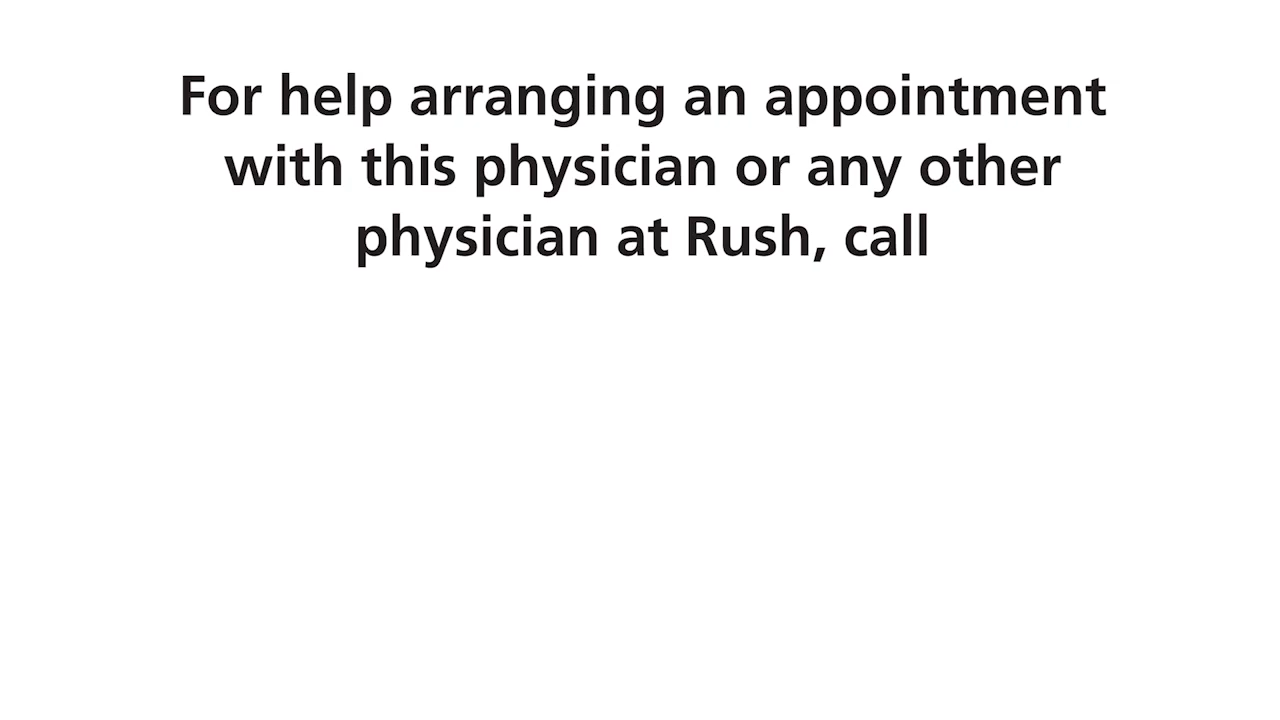 For help arranging an appointment
with this physician or any other
physician at Rush, call